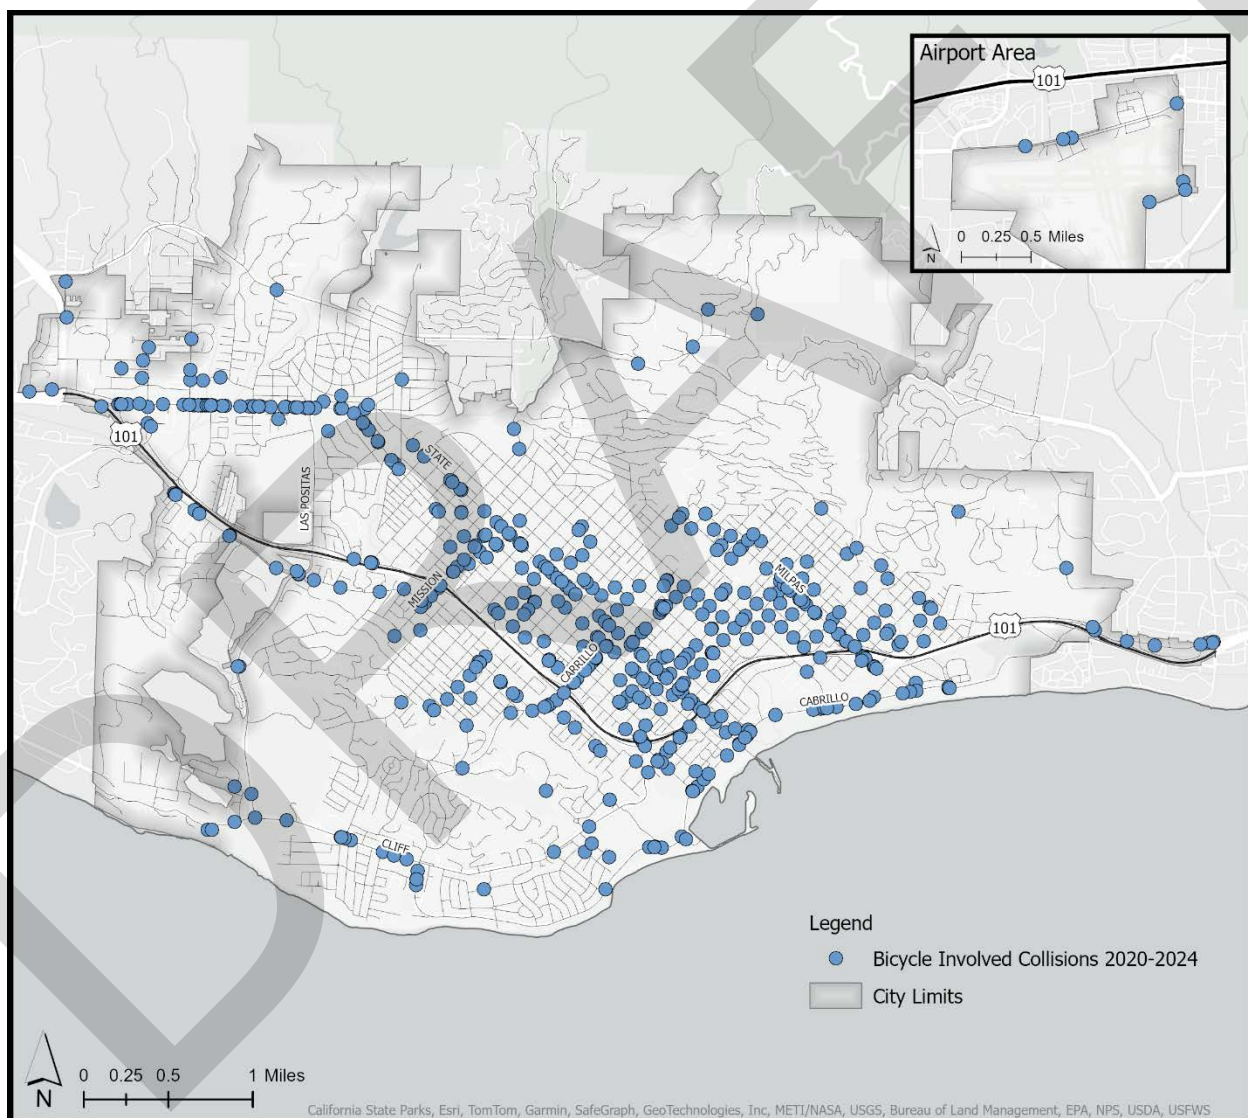 Airport Area
101
0 0.25 0.5 Miles
N
101
STATE
LAS POSITAS
MISSION
MILPAS
101
CARRILLO
CABRILLO
CLIFF
Legend
Bicycle Involved Collisions 2020-2024
City Limits
0 0.25 0.5 1 Miles
N
California State Parks, Esri, TomTom, Garmin, SafeGraph, GeoTechnologies, Inc, METI/NASA, USGS, Bureau of Land Management, EPA, NPS, USDA, USFWS
DRAFT